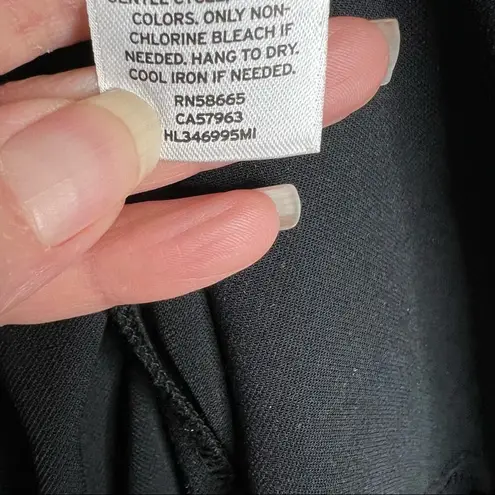 COLORS. ONLY NON-
CHLORINE BLEACH IF
NEEDED. HANG TO DRY.
COOL IRON IF NEEDED.
RN58665
CA57963
HL346995MI